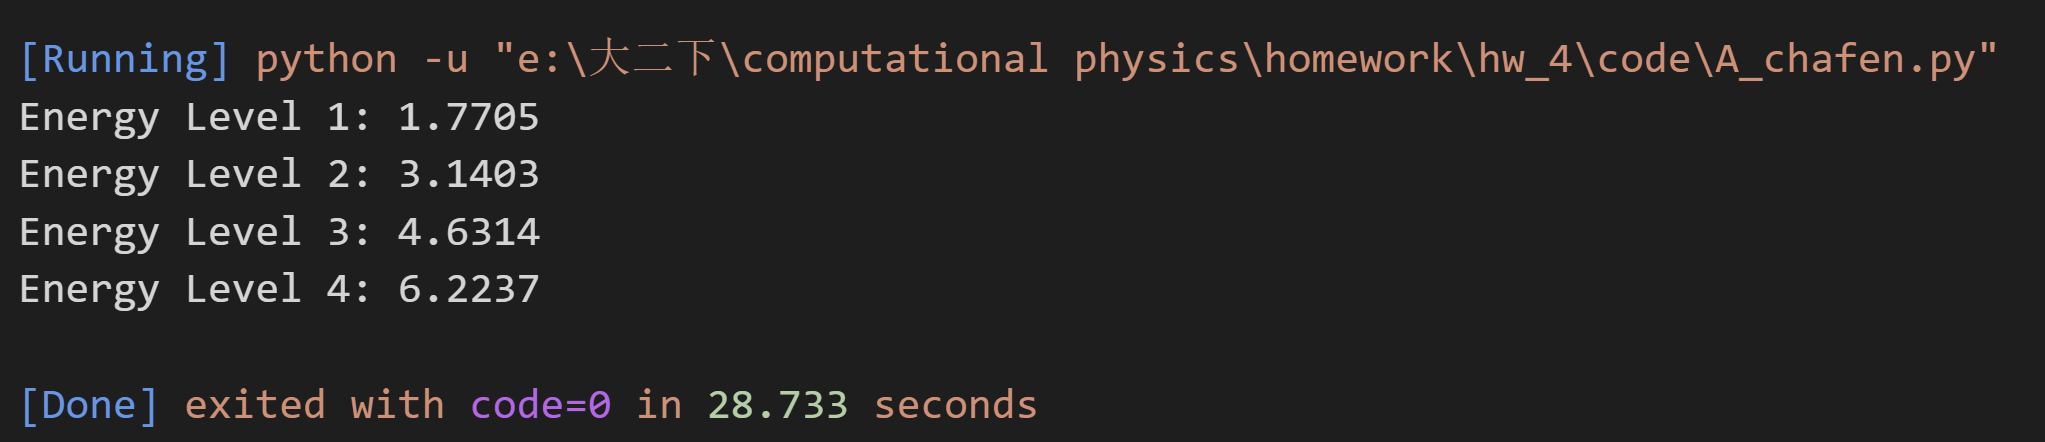 [Running] python -u "e:\大二下\computational physics\homework\hw_4\code\A_chafen.py"
Energy Level 1: 1.7705
Energy Level 2: 3.1403
Energy Level 3: 4.6314
Energy Level 4: 6.2237
[Done] exited with code=0 in 28.733 seconds